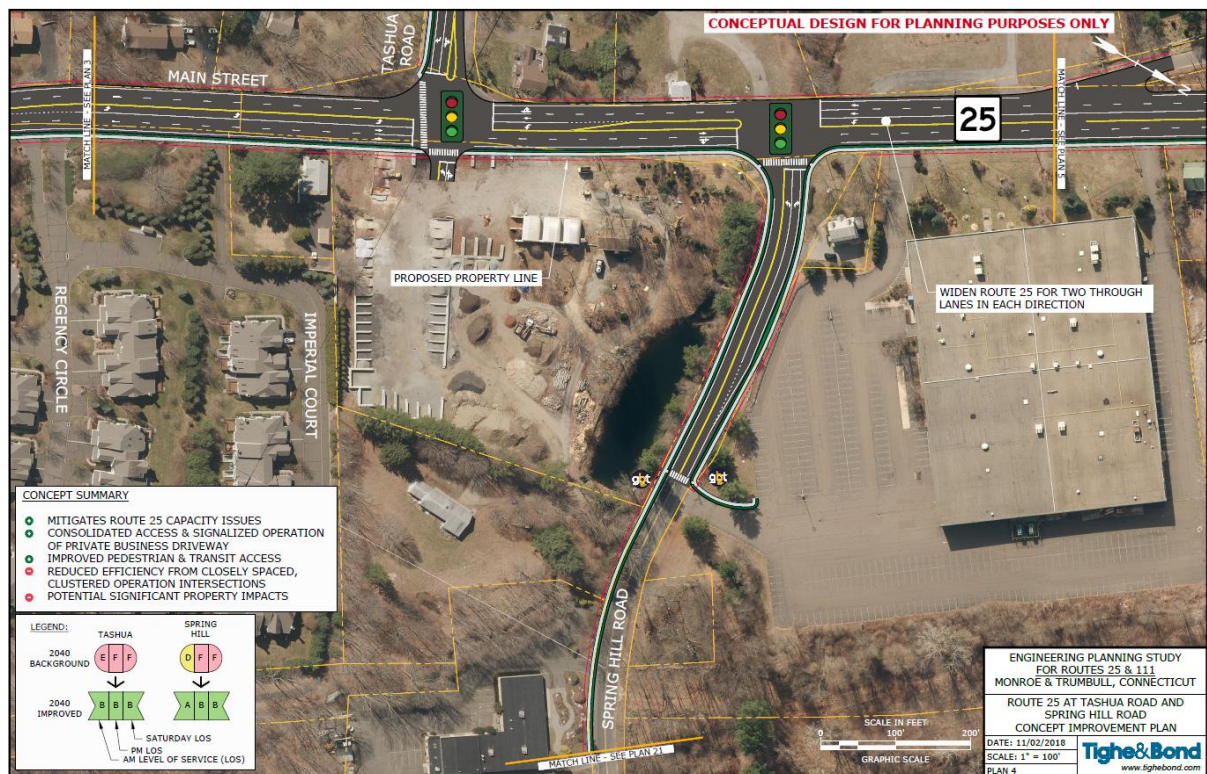 CONCEPTUAL DESIGN FOR PLANNING PURPOSES ONLY
TASHUA
ROAD
MAIN STREET
MATCH LINE - SEE PLAN 3
MATCH LINE - SEE PLAN 5
N
25
PROPOSED PROPERTY LINE
WIDEN ROUTE 25 FOR TWO THROUGH
LANES IN EACH DIRECTION
REGENCY CIRCLE
IMPERIAL COURT
gbt
gbt
SPRING HILL ROAD
MATCH LINE - SEE PLAN 21
CONCEPT SUMMARY
MITIGATES ROUTE 25 CAPACITY ISSUES
CONSOLIDATED ACCESS & SIGNALIZED OPERATION
OF PRIVATE BUSINESS DRIVEWAY
IMPROVED PEDESTRIAN & TRANSIT ACCESS
REDUCED EFFICIENCY FROM CLOSELY SPACED,
CLUSTERED OPERATION INTERSECTIONS
POTENTIAL SIGNIFICANT PROPERTY IMPACTS
LEGEND:
TASHUA
SPRING
HILL
2040
BACKGROUND
E F F
D F F
2040
IMPROVED
B B B
A B B
SATURDAY LOS
PM LOS
AM LEVEL OF SERVICE (LOS)
SCALE IN FEET
0 100' 200'
GRAPHIC SCALE
ENGINEERING PLANNING STUDY
FOR ROUTES 25 & 111
MONROE & TRUMBULL, CONNECTICUT
ROUTE 25 AT TASHUA ROAD AND
SPRING HILL ROAD
CONCEPT IMPROVEMENT PLAN
DATE: 11/02/2018
SCALE: 1" = 100'
PLAN 4
Tighe&Bond
www.tighebond.com